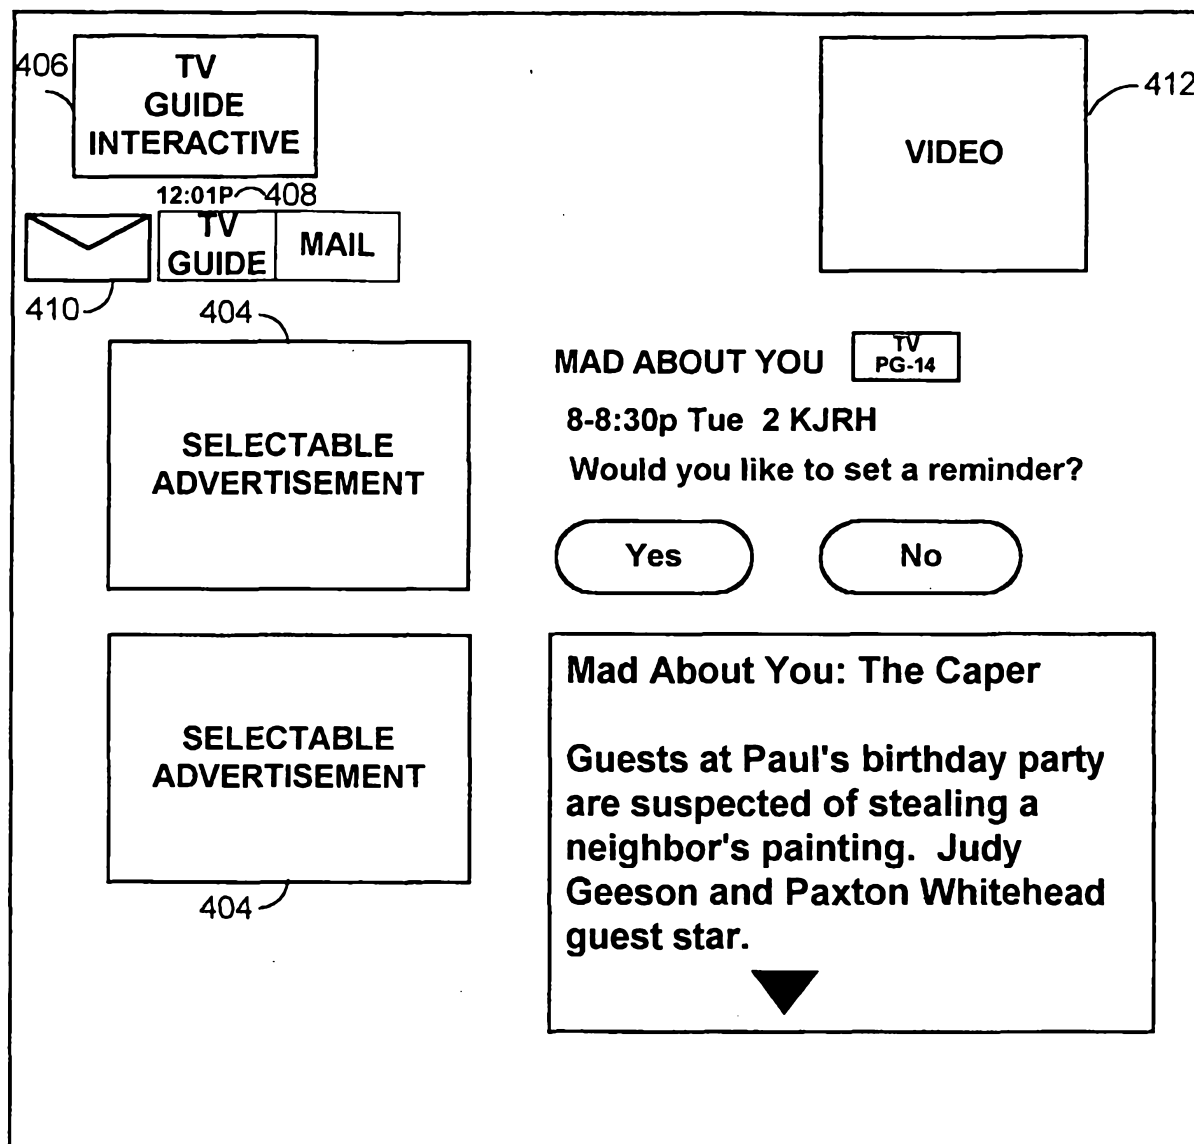 406
TV
GUIDE
INTERACTIVE
12:01P 408
TV
GUIDE
MAIL
410
VIDEO
412
404
SELECTABLE
ADVERTISEMENT
MAD ABOUT YOU
TV
PG-14
8-8:30p Tue 2 KJRH
Would you like to set a reminder?
Yes
No
SELECTABLE
ADVERTISEMENT
404
Mad About You: The Caper
Guests at Paul's birthday party
are suspected of stealing a
neighbor's painting. Judy
Geeson and Paxton Whitehead
guest star.